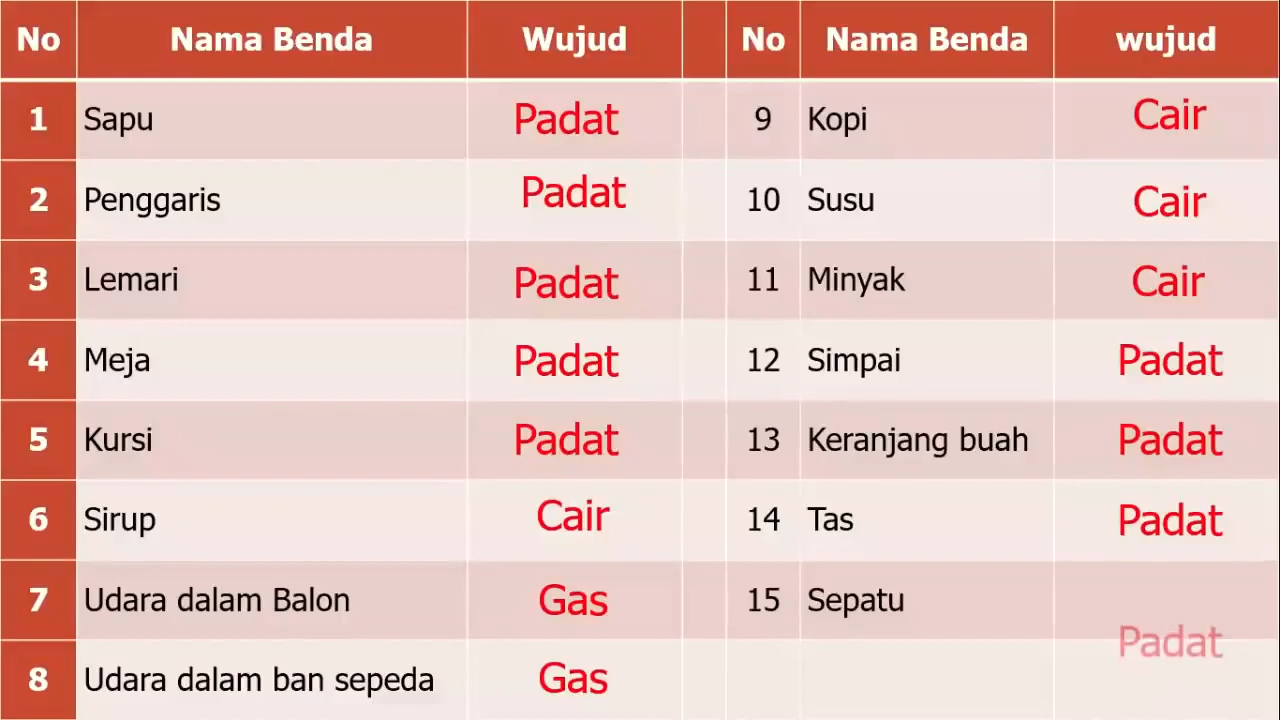 No Nama Benda Wujud No Nama Benda wujud
1 Sapu Padat 9 Kopi Cair
2 Penggaris Padat 10 Susu Cair
3 Lemari Padat 11 Minyak Cair
4 Meja Padat 12 Simpai Padat
5 Kursi Padat 13 Keranjang buah Padat
6 Sirup Cair 14 Tas Padat
7 Udara dalam Balon Gas 15 Sepatu Padat
8 Udara dalam ban sepeda Gas